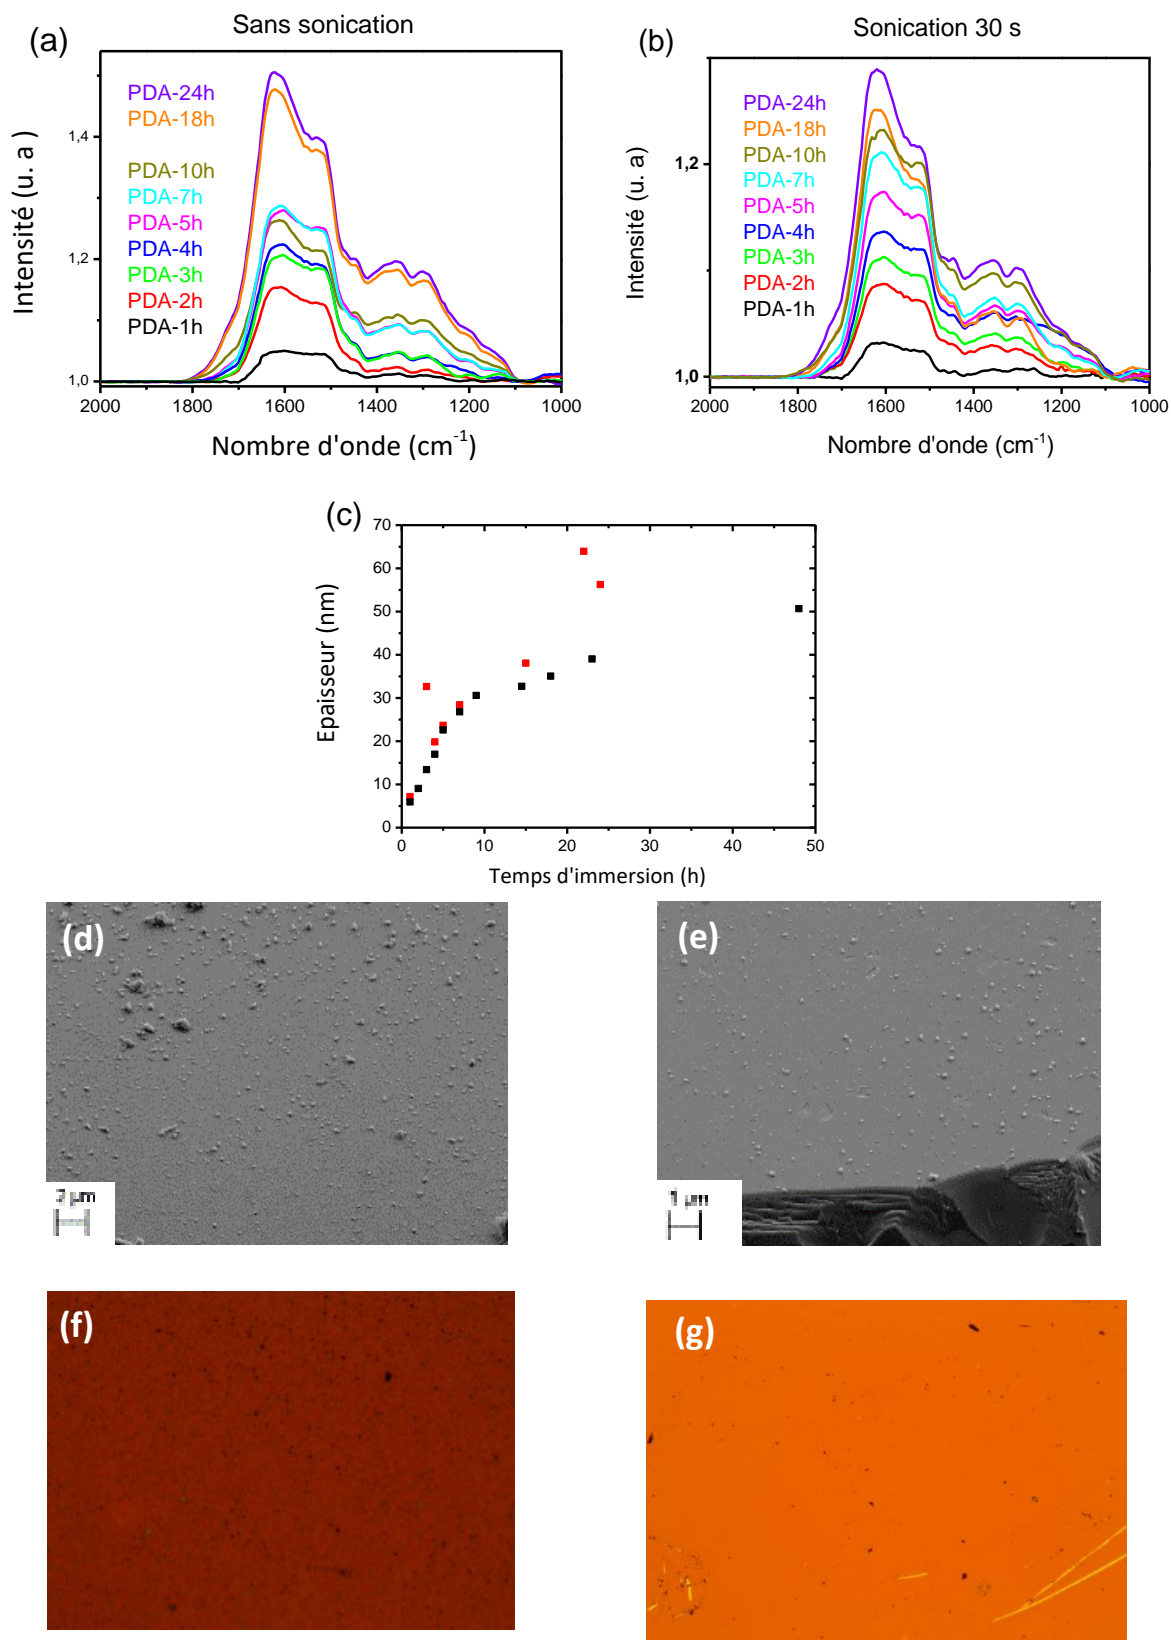 (a)
Sans sonication
Intensité (u. a )
PDA-24h
PDA-18h
PDA-10h
PDA-7h
PDA-5h
PDA-4h
PDA-3h
PDA-2h
PDA-1h
1,4
1,2
1,0
2000 1800 1600 1400 1200 1000
Nombre d'onde (cm-1)
(b)
Sonication 30 s
Intensité (u. a)
PDA-24h
PDA-18h
PDA-10h
PDA-7h
PDA-5h
PDA-4h
PDA-3h
PDA-2h
PDA-1h
1,2
1,0
2000 1800 1600 1400 1200 1000
Nombre d'onde (cm-1)
(c)
Epaisseur (nm)
70
60
50
40
30
20
10
0
0 10 20 30 40 50
Temps d'immersion (h)
(d)
2 µm
(e)
1 µm
(f)
(g)